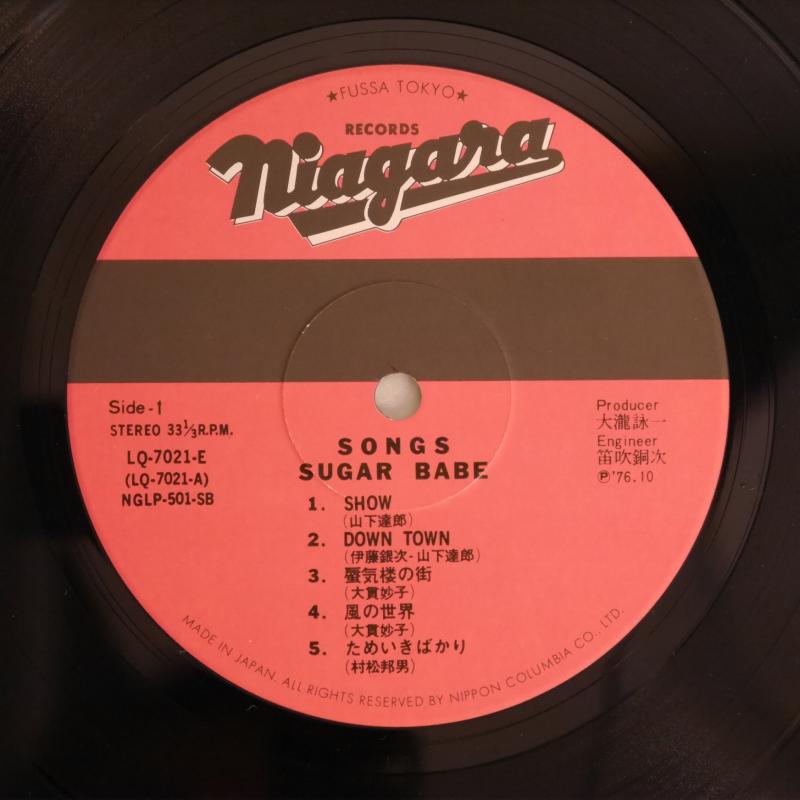 ★FUSSA TOKYO★
RECORDS
Niagara
Side-1
STEREO 33⅓R.P.M.
LQ-7021-E
(LQ-7021-A)
NGLP-501-SB
Producer
大瀧詠一
Engineer
笛吹銅次
Ⓟ'76.10
SONGS
SUGAR BABE
1. SHOW
(山下達郎)
2. DOWN TOWN
(伊藤銀次-山下達郎)
3. 蜃気楼の街
(大貫妙子)
4. 風の世界
(大貫妙子)
5. ためいきばかり
(村松邦男)
MADE IN JAPAN. ALL RIGHTS RESERVED BY NIPPON COLUMBIA CO., LTD.